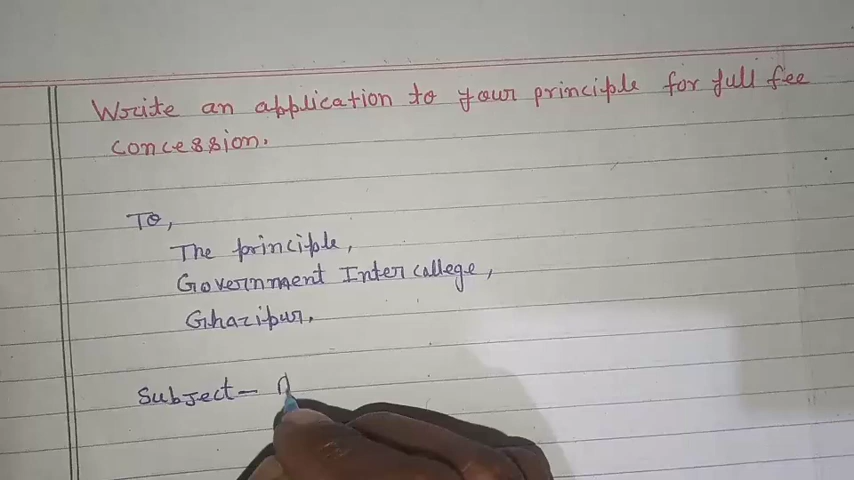 Write an application to your principle for full fee
concession.
To,
The principle,
Government Inter college,
Ghazipur.
Subject-